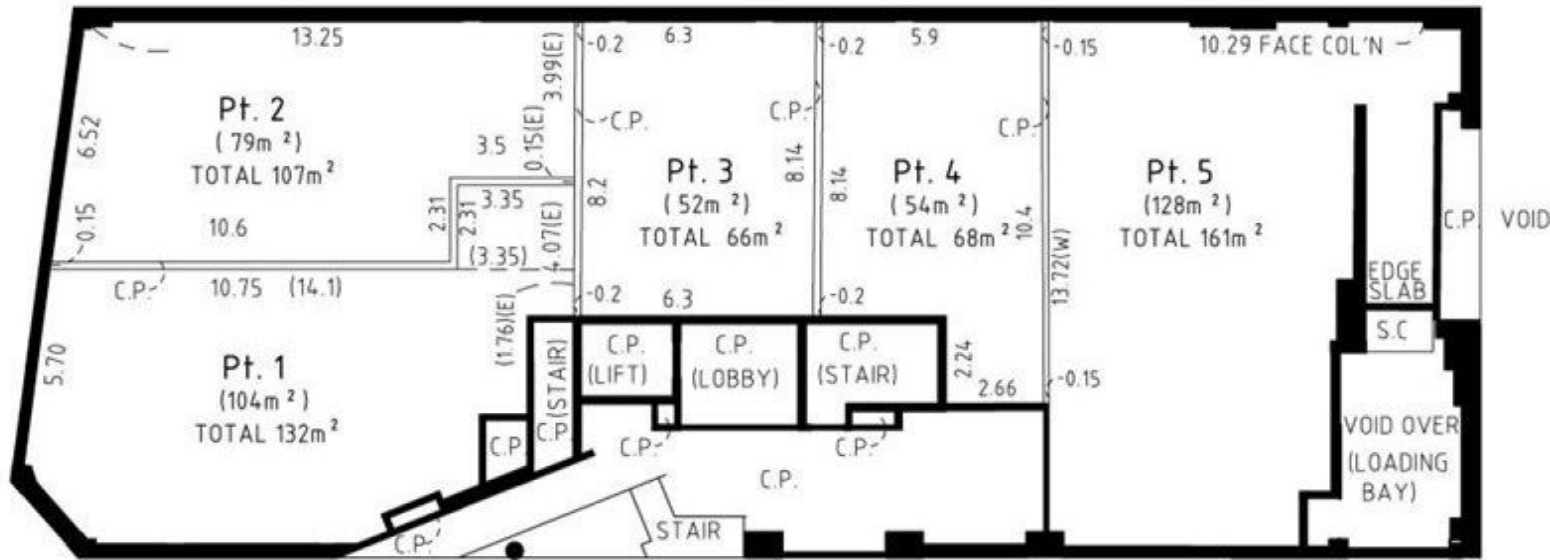 13.25
-0.2
6.3
-0.2
5.9
-0.15
10.29 FACE COL'N
3.99(E)
Pt. 2
(79m²)
TOTAL 107m²
6.52
C.P.
C.P.
C.P.
3.5
0.15(E)
3.35
2.31
2.31
8.2
Pt. 3
(52m²)
TOTAL 66m²
8.14
8.14
Pt. 4
(54m²)
TOTAL 68m²
10.4
Pt. 5
(128m²)
TOTAL 161m²
C.P.
VOID
0.15
10.6
(3.35)
4.07(E)
13.72(W)
C.P.
10.75
(14.1)
(1.76)(E)
-0.2
6.3
-0.2
EDGE
SLAB
S.C
5.70
Pt. 1
(104m²)
TOTAL 132m²
C.P.
C.P.(STAIR)
C.P.
(LIFT)
C.P.
(LOBBY)
C.P.
(STAIR)
2.24
2.66
-0.15
C.P.
C.P.
C.P.
VOID OVER
(LOADING
BAY)
STAIR
C.P.